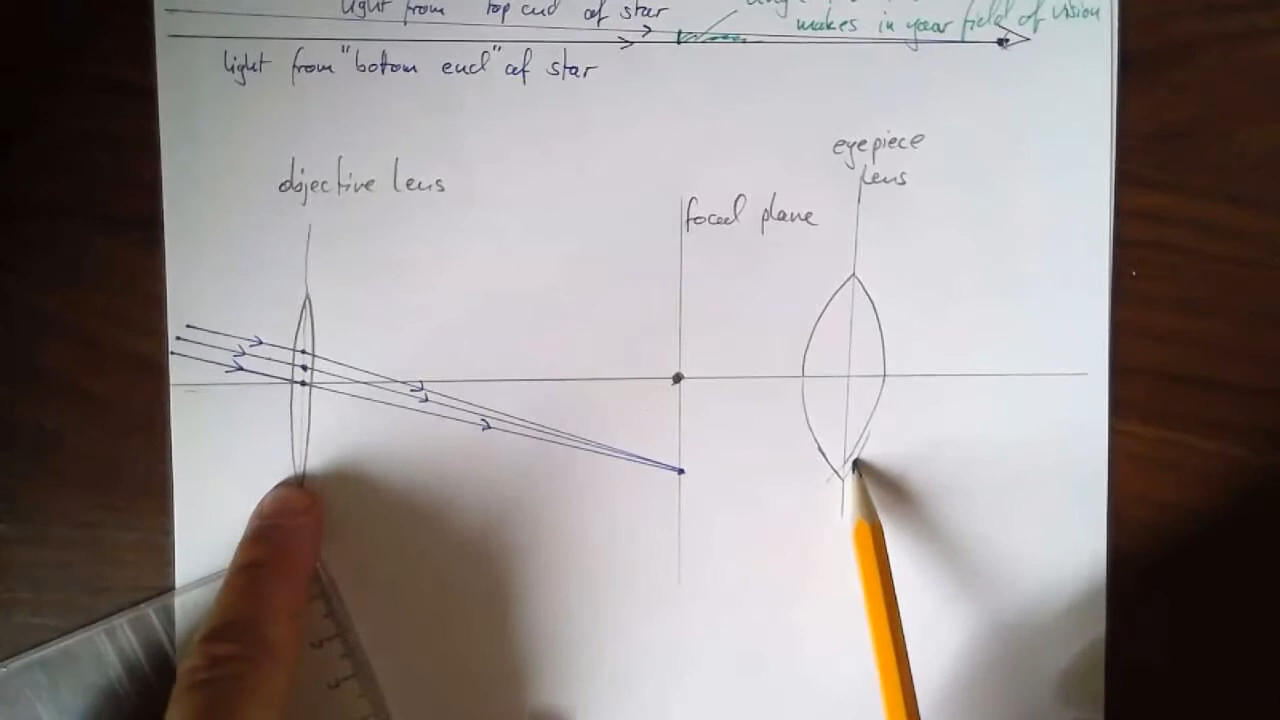 light from top end of star
makes in your field of vision
light from "bottom end" of star
objective lens
eyepiece
lens
focal plane